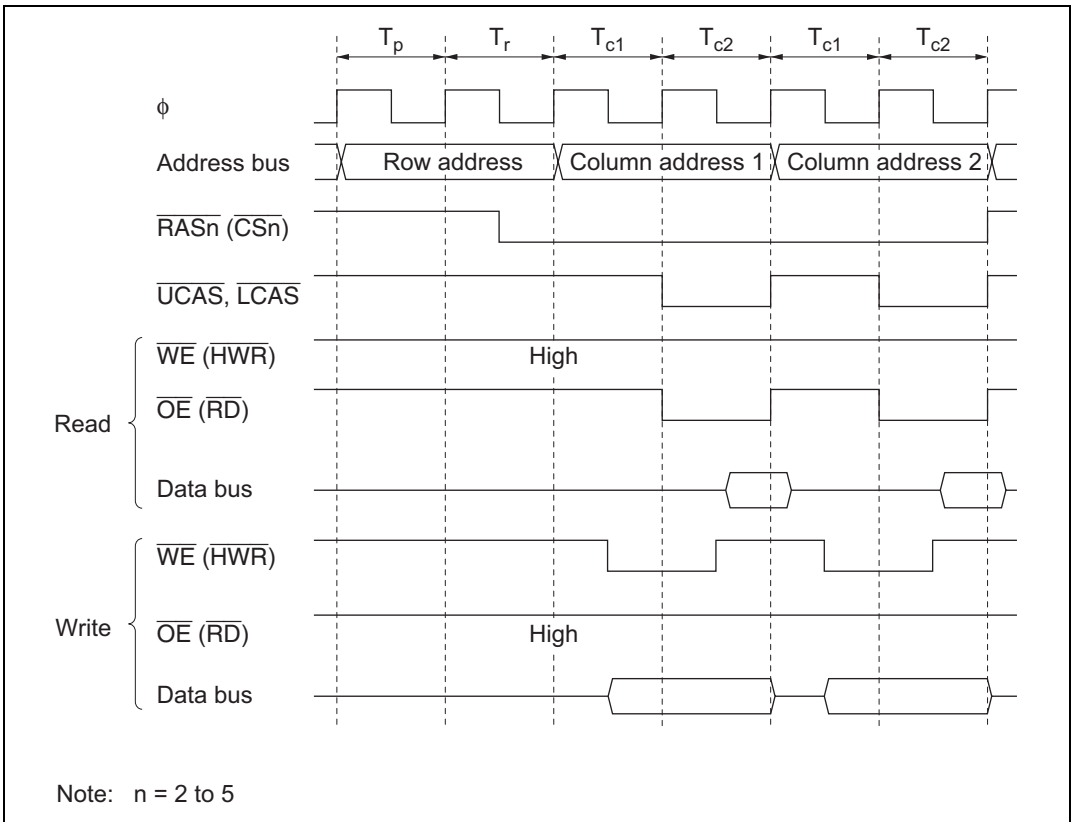 Tp Tr Tc1 Tc2 Tc1 Tc2
ϕ
Address bus Row address Column address 1 Column address 2
RASn (CSn)
UCAS, LCAS
WE (HWR) High
Read OE (RD)
Data bus
WE (HWR)
Write OE (RD) High
Data bus
Note: n = 2 to 5